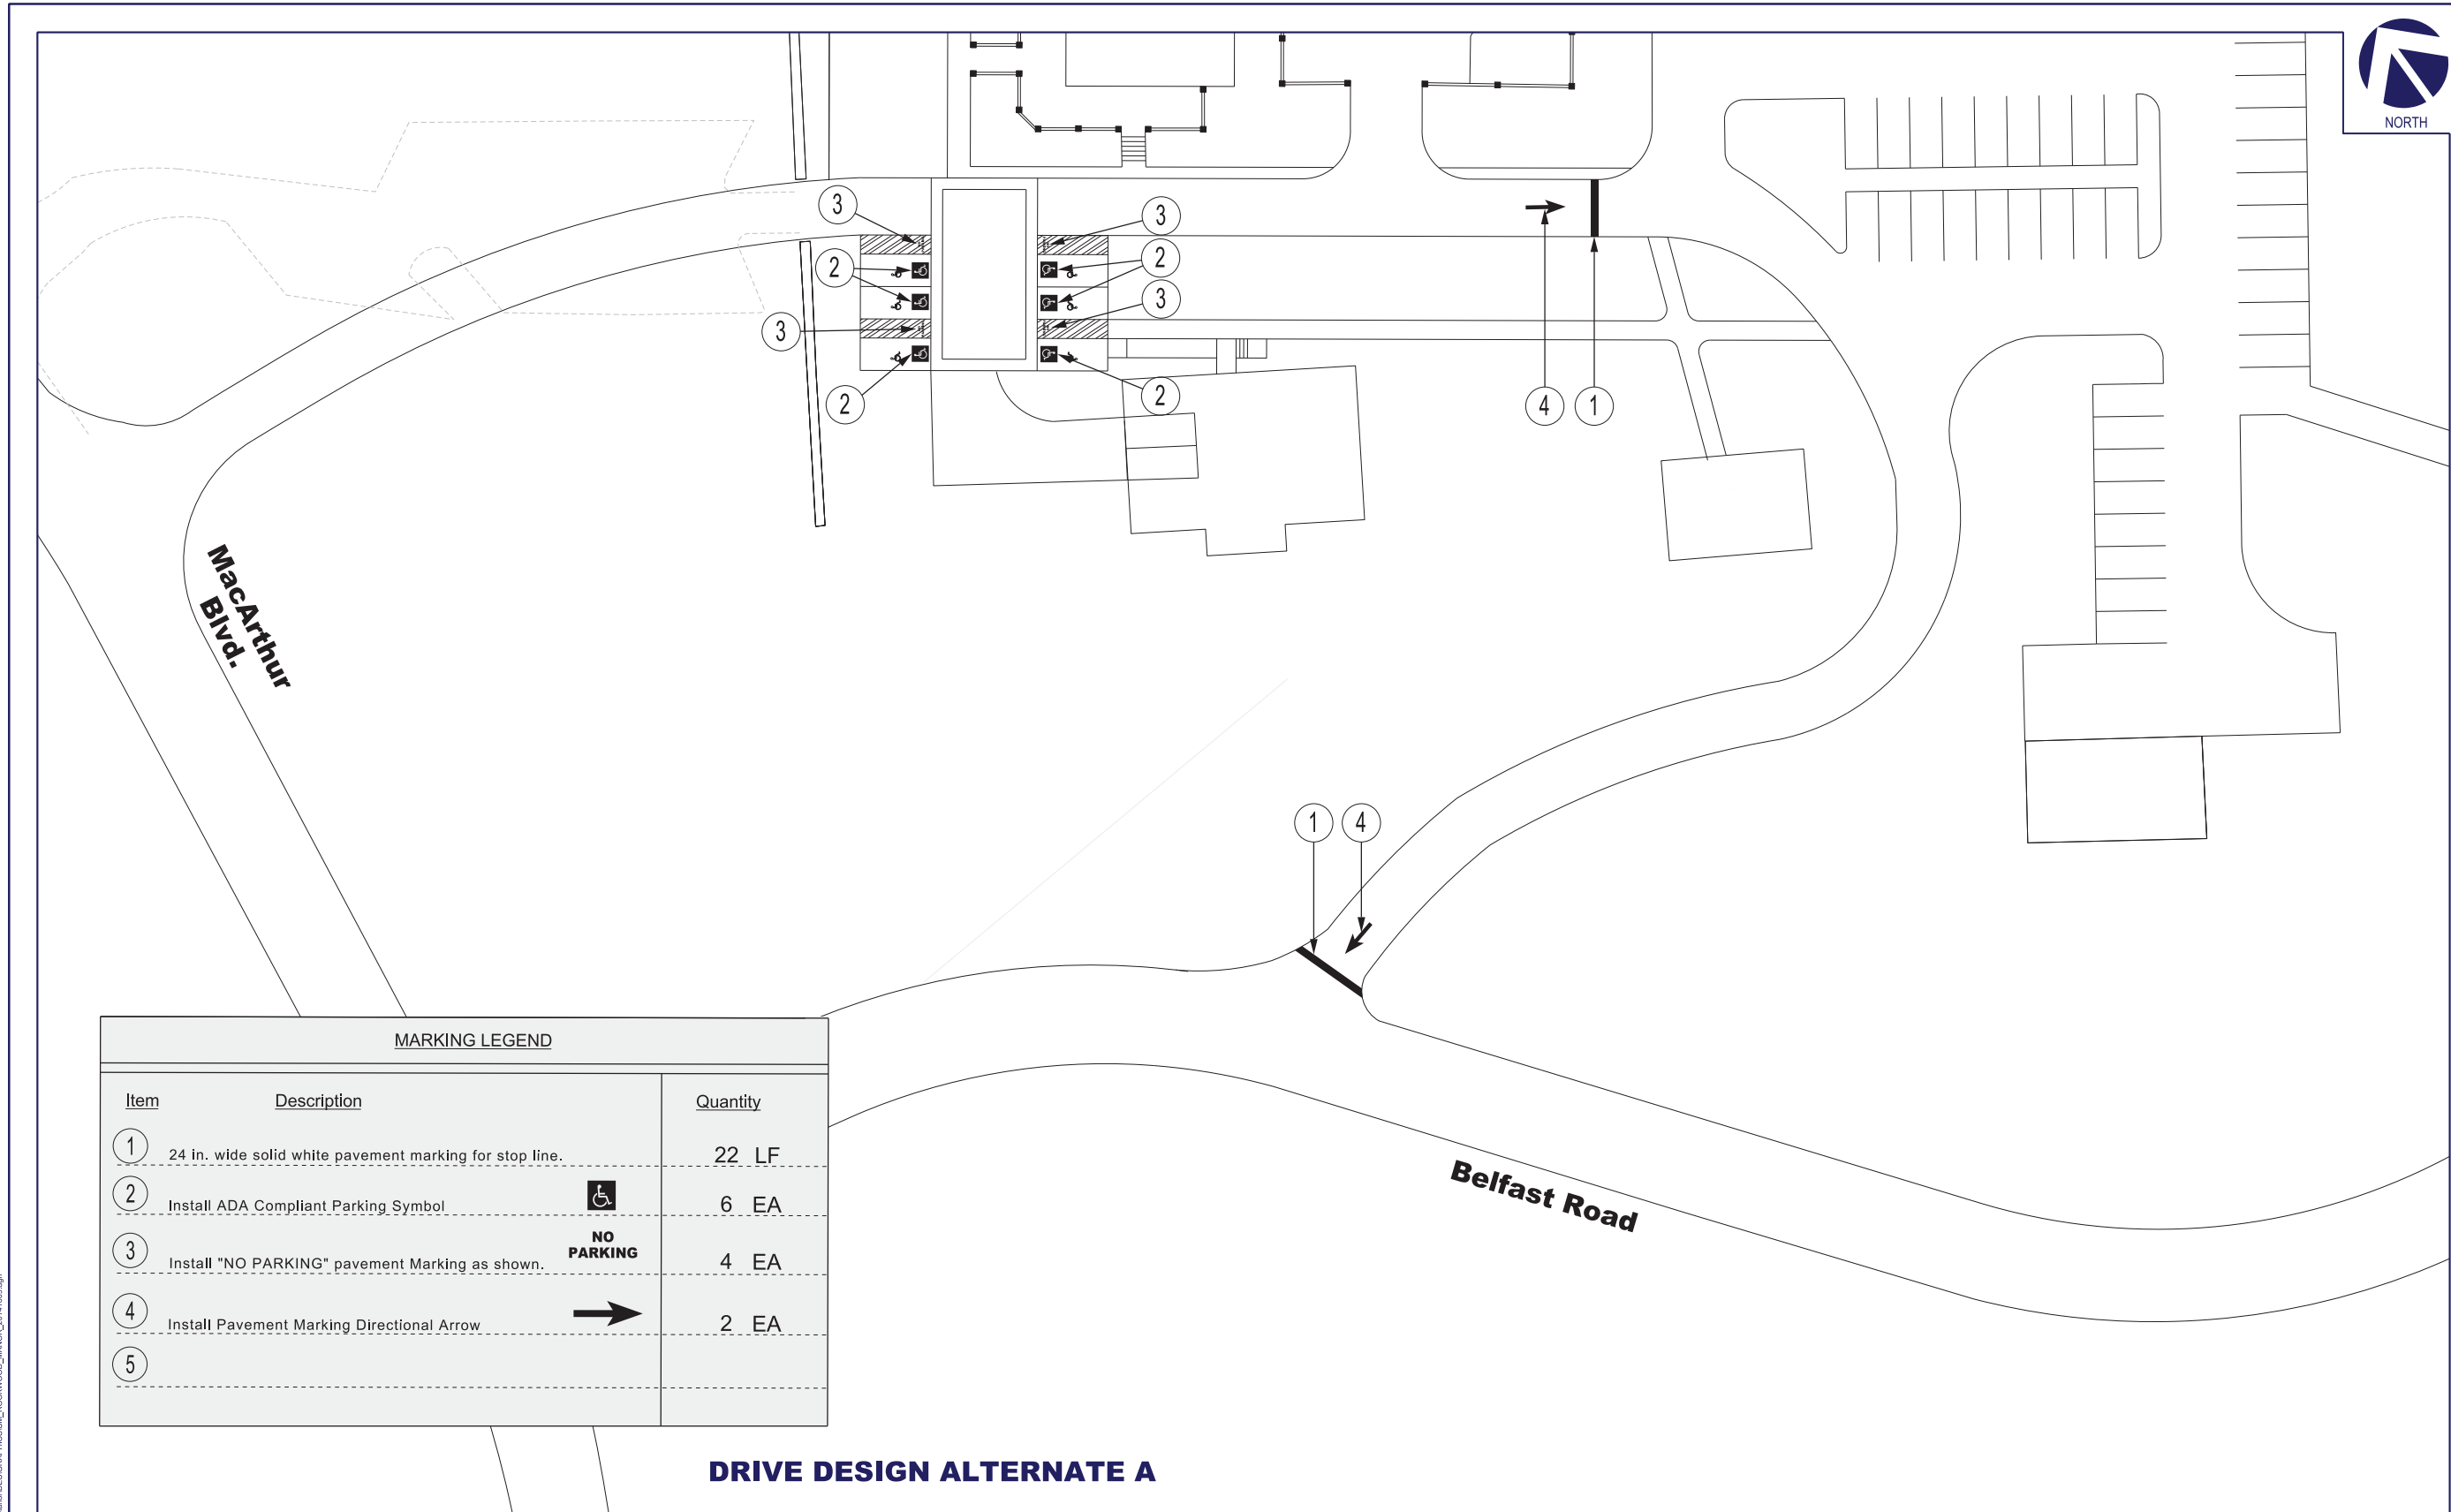 NORTH
3
3
2
2
3
3
2
2
4
1
MacArthur
Blvd.
1
4
MARKING LEGEND
Item Description Quantity
1 24 in. wide solid white pavement marking for stop line. 22 LF
2 Install ADA Compliant Parking Symbol 6 EA
NO
PARKING
3 Install "NO PARKING" pavement Marking as shown. 4 EA
4 Install Pavement Marking Directional Arrow 2 EA
5
Belfast Road
DRIVE DESIGN ALTERNATE A